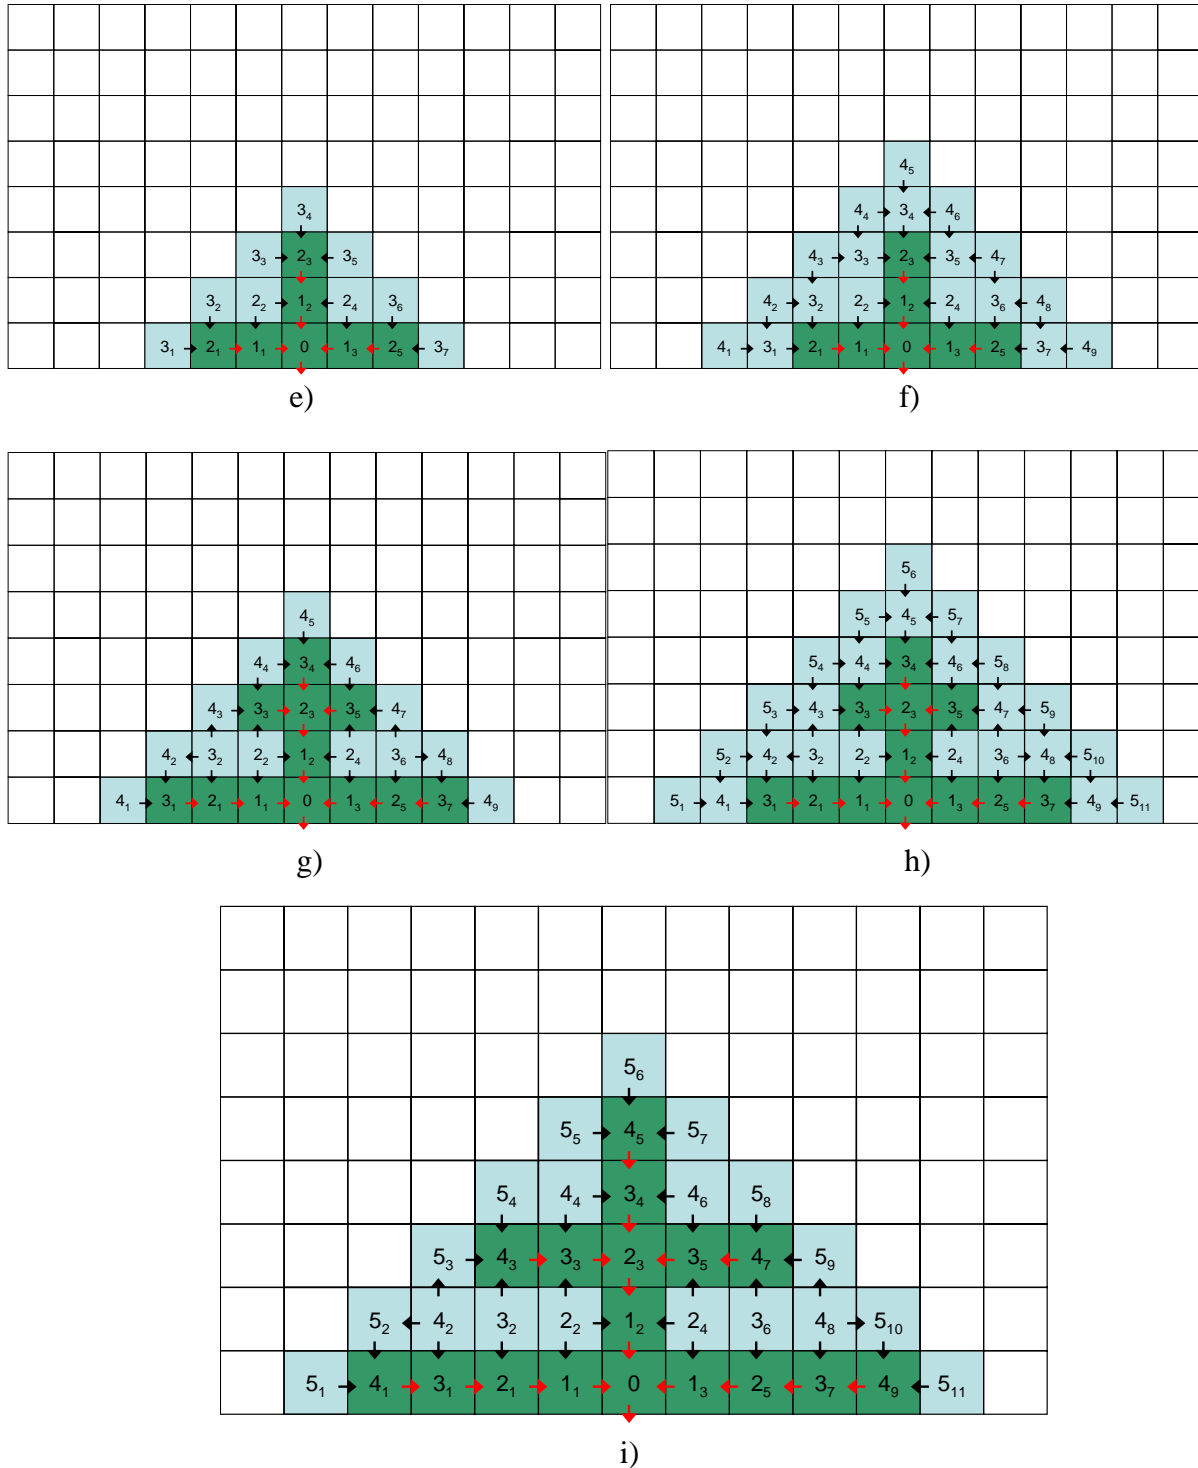 3₄ 4₅
4₄ 3₄ 4₆
3₃ 2₃ 3₅ 4₃ 3₃ 2₃ 3₅ 4₇
3₂ 2₂ 1₂ 2₄ 3₆ 4₂ 3₂ 2₂ 1₂ 2₄ 3₆ 4₈
3₁ 2₁ 1₁ 0 1₃ 2₅ 3₇ 4₁ 3₁ 2₁ 1₁ 0 1₃ 2₅ 3₇ 4₉
e) f)
5₆
4₅ 5₅ 4₅ 5₇
4₄ 3₄ 4₆ 5₄ 4₄ 3₄ 4₆ 5₈
4₃ 3₃ 2₃ 3₅ 4₇ 5₃ 4₃ 3₃ 2₃ 3₅ 4₇ 5₉
4₂ 3₂ 2₂ 1₂ 2₄ 3₆ 4₈ 5₂ 4₂ 3₂ 2₂ 1₂ 2₄ 3₆ 4₈ 5₁₀
4₁ 3₁ 2₁ 1₁ 0 1₃ 2₅ 3₇ 4₉ 5₁ 4₁ 3₁ 2₁ 1₁ 0 1₃ 2₅ 3₇ 4₉ 5₁₁
g) h)
5₆
5₅ 4₅ 5₇
5₄ 4₄ 3₄ 4₆ 5₈
5₃ 4₃ 3₃ 2₃ 3₅ 4₇ 5₉
5₂ 4₂ 3₂ 2₂ 1₂ 2₄ 3₆ 4₈ 5₁₀
5₁ 4₁ 3₁ 2₁ 1₁ 0 1₃ 2₅ 3₇ 4₉ 5₁₁
i)